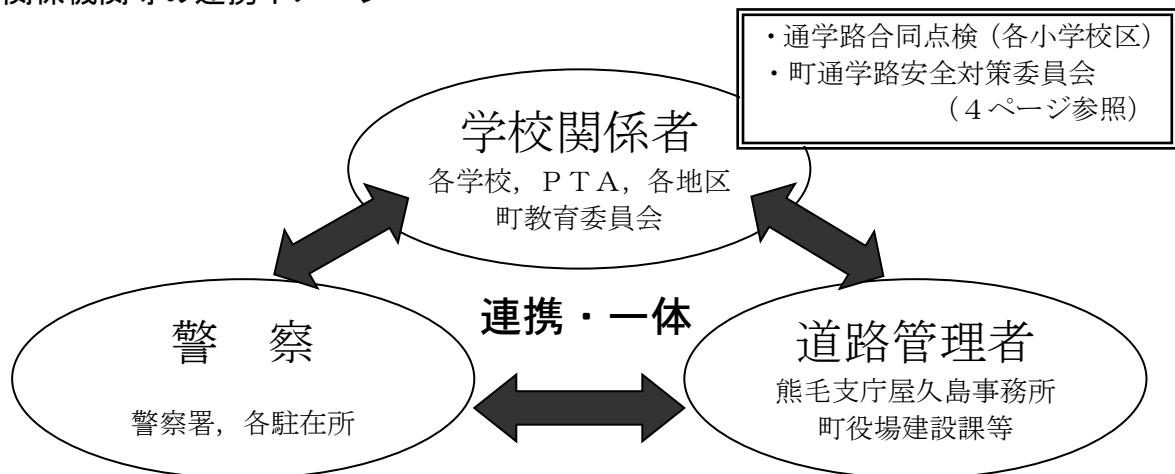 関係機関等の連携イメージ
・通学路合同点検（各小学校区）
・町通学路安全対策委員会
（４ページ参照）
学校関係者
各学校，ＰＴＡ，各地区
町教育委員会
連携・一体
警　察
警察署，各駐在所
道路管理者
熊毛支庁屋久島事務所
町役場建設課等